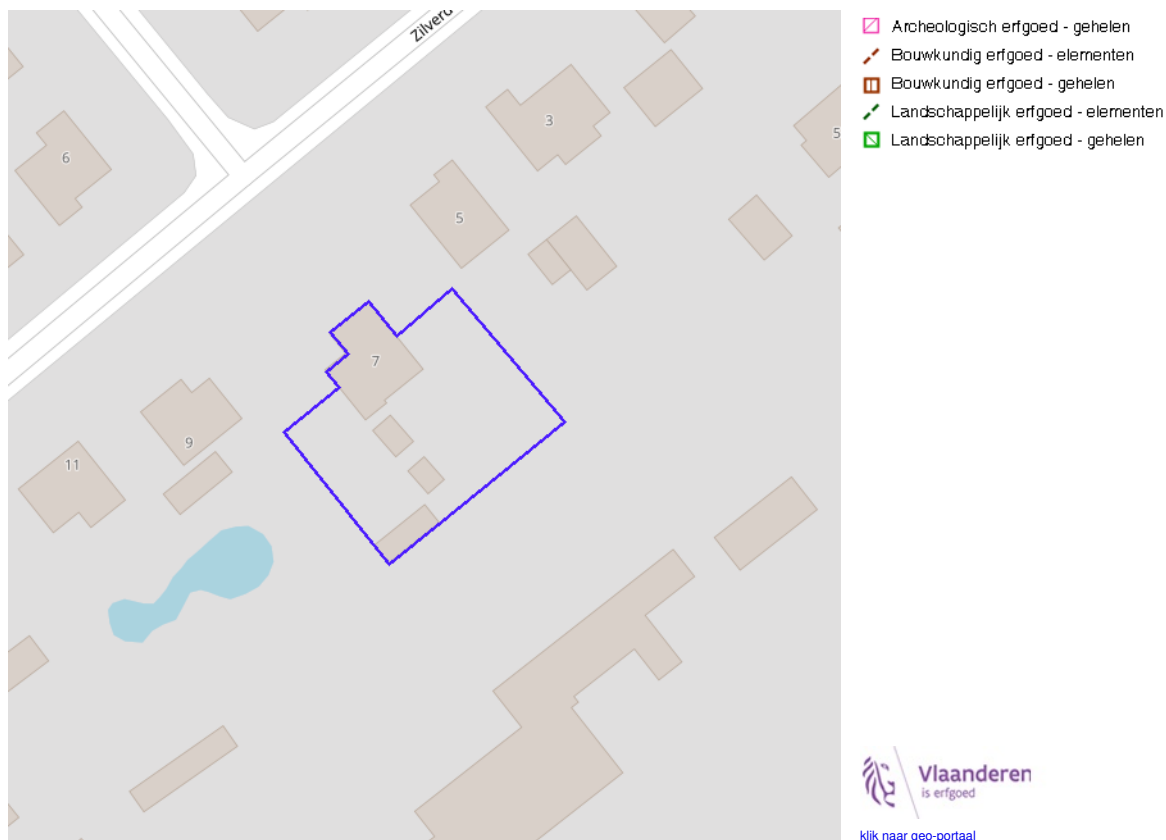 Zilverd
3
5
5
6
7
9
11
Archeologisch erfgoed - gehelen
Bouwkundig erfgoed - elementen
Bouwkundig erfgoed - gehelen
Landschappelijk erfgoed - elementen
Landschappelijk erfgoed - gehelen
Vlaanderen
is erfgoed
klik naar geo-portaal